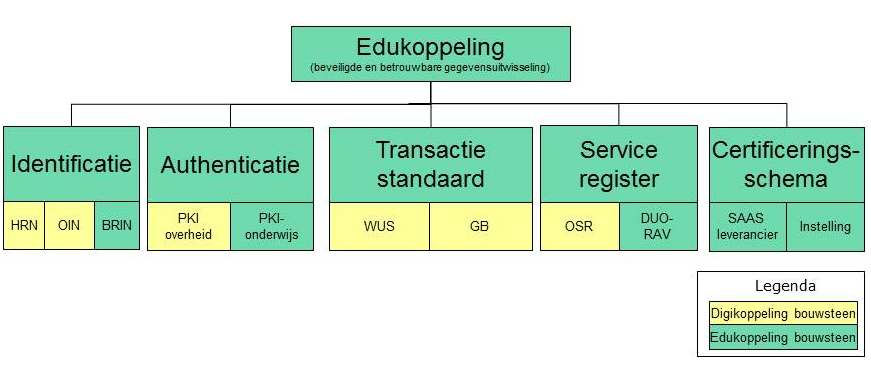 Edukoppeling
(beveiligde en betrouwbare gegevensuitwisseling)
Identificatie
HRN
OIN
BRIN
Authenticatie
PKI
overheid
PKI-
onderwijs
Transactie
standaard
WUS
GB
Service
register
OSR
DUO-
RAV
Certificerings-
schema
SAAS
leverancier
Instelling
Legenda
Digikoppeling bouwsteen
Edukoppeling bouwsteen